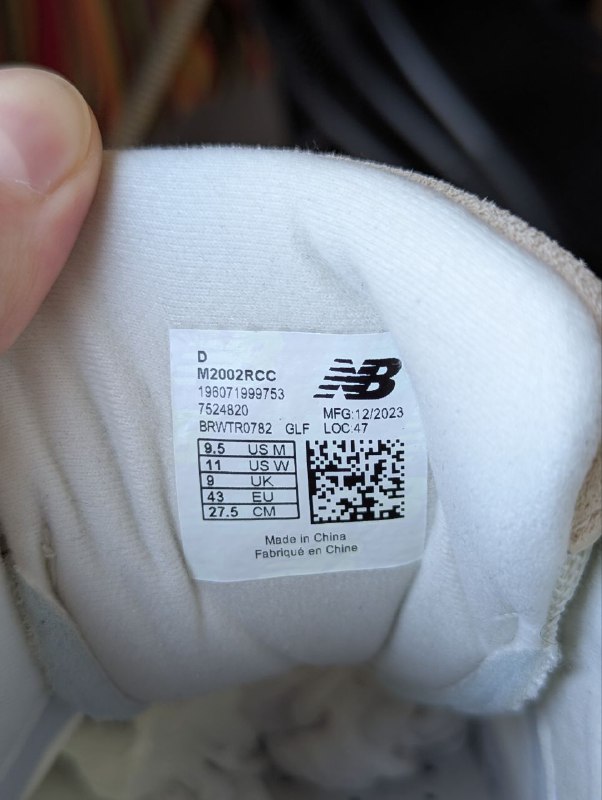 D
M2002RCC
196071999753
7524820
NB
MFG:12/2023
BRWTR0782 GLF LOC:47
9.5 US M
11 US W
9 UK
43 EU
27.5 CM
Made in China
Fabriqué en Chine